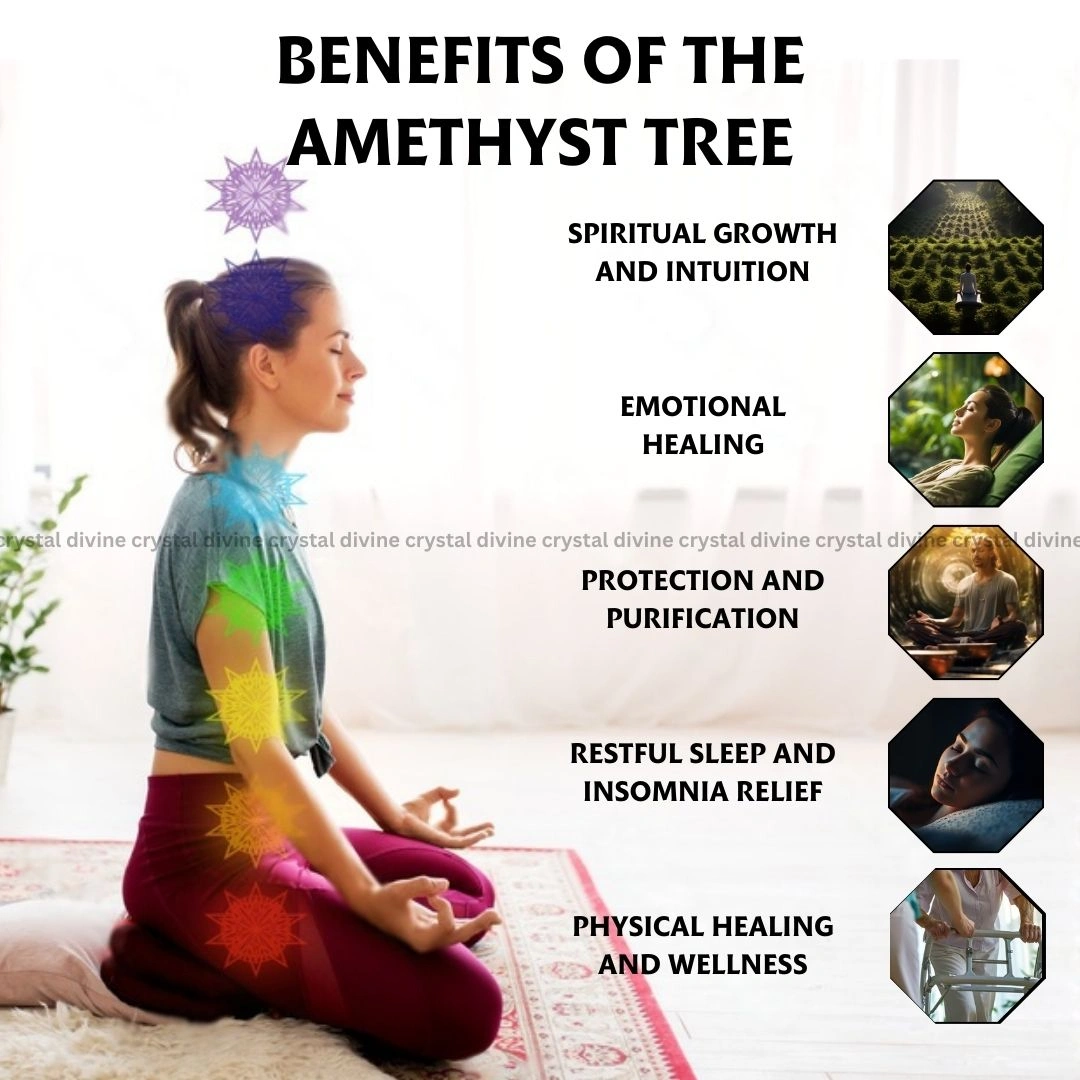 BENEFITS OF THE
AMETHYST TREE
SPIRITUAL GROWTH
AND INTUITION
EMOTIONAL
HEALING
crystal divine crystal divine crystal divine crystal divine crystal divine crystal divine crystal divine crystal divine
PROTECTION AND
PURIFICATION
RESTFUL SLEEP AND
INSOMNIA RELIEF
PHYSICAL HEALING
AND WELLNESS